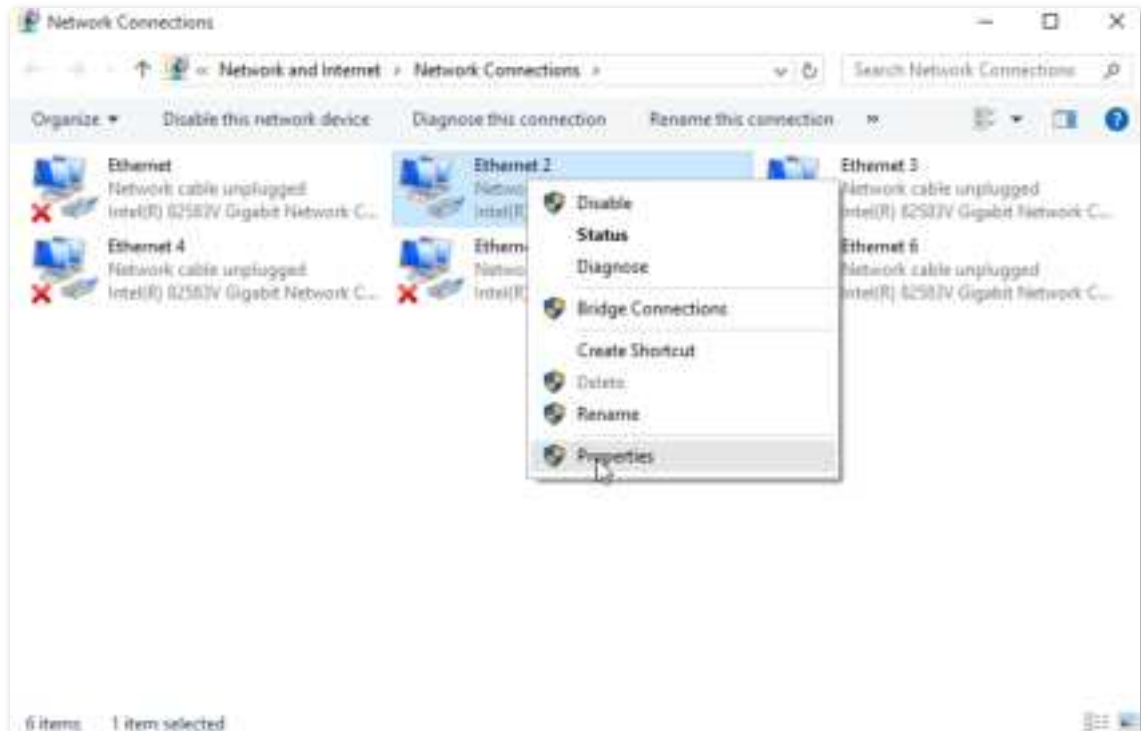 Network Connections
Network and Internet › Network Connections ›
Search Network Connections
Organize
Disable this network device
Diagnose this connection
Rename this connection
»
Ethernet
Network cable unplugged
Intel(R) 82583V Gigabit Network C...
Ethernet 2
Intel(R)
Ethernet 3
Network cable unplugged
Intel(R) 82583V Gigabit Network C...
Ethernet 4
Network cable unplugged
Intel(R) 82583V Gigabit Network C...
Ethern
Intel(R)
Ethernet 6
Network cable unplugged
Intel(R) 82583V Gigabit Network C...
Disable
Status
Diagnose
Bridge Connections
Create Shortcut
Delete
Rename
Properties
6 items
1 item selected